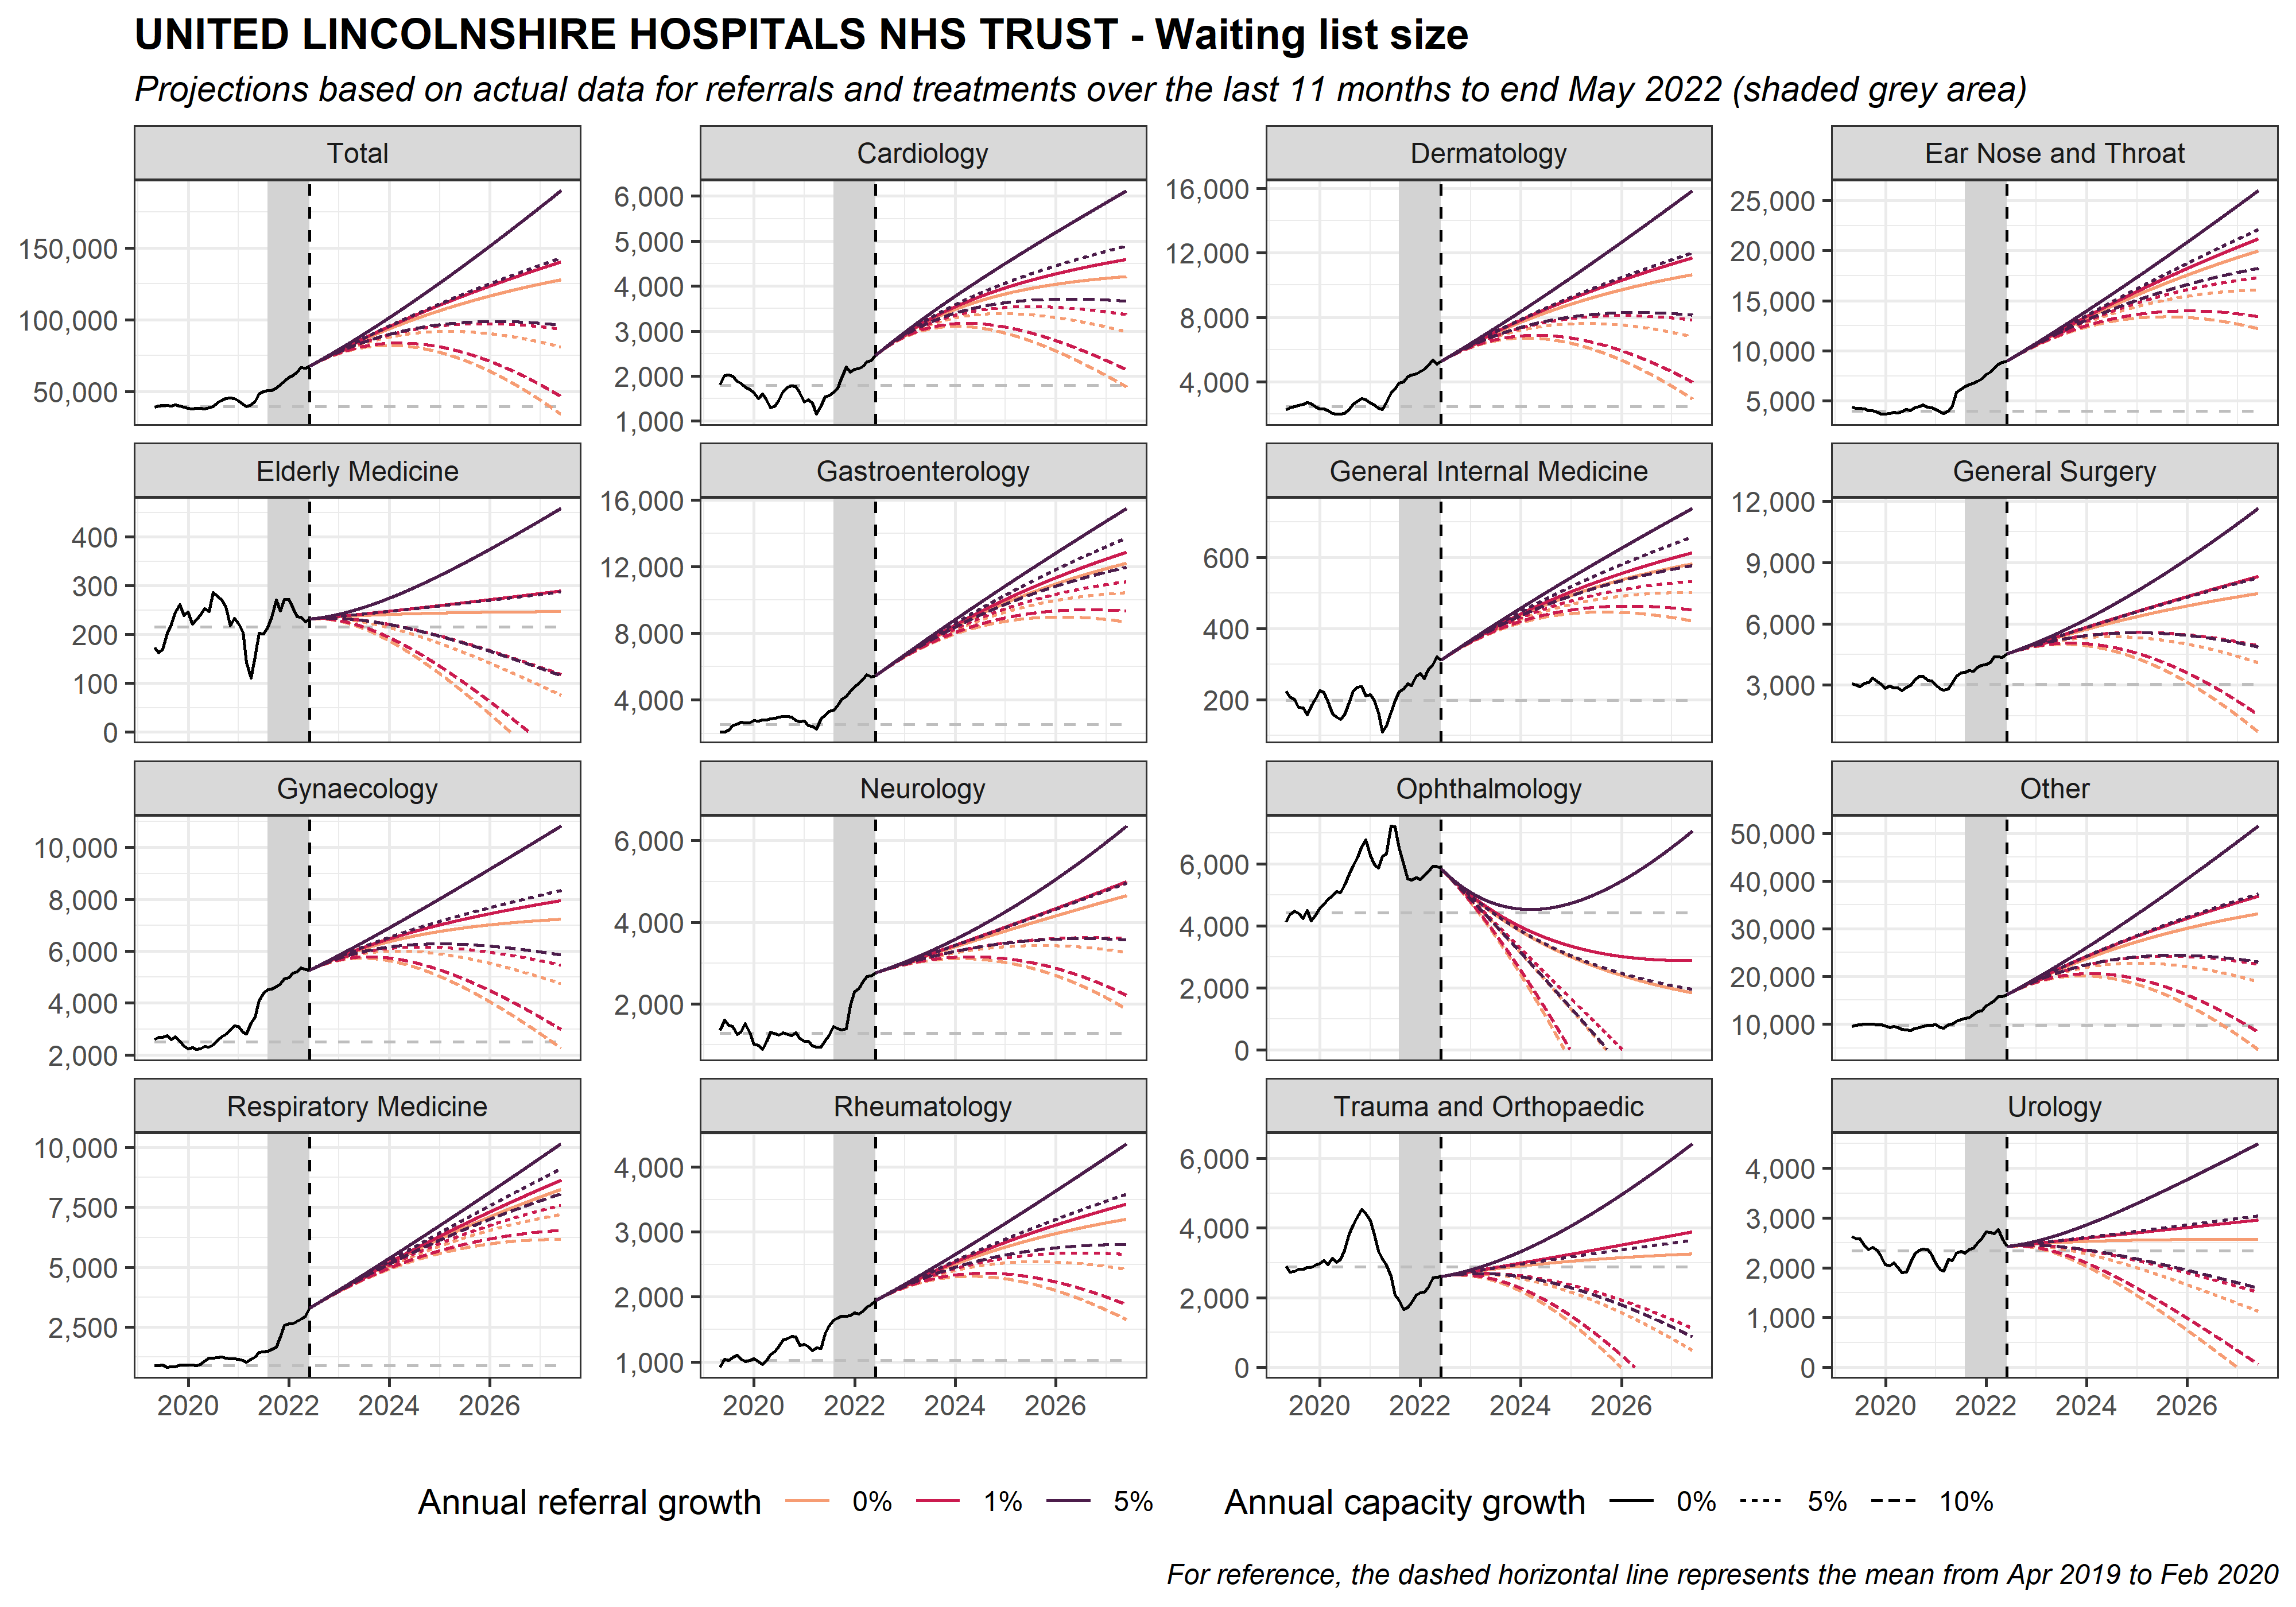 UNITED LINCOLNSHIRE HOSPITALS NHS TRUST - Waiting list size
Projections based on actual data for referrals and treatments over the last 11 months to end May 2022 (shaded grey area)
Total
Cardiology
Dermatology
Ear Nose and Throat
150,000
100,000
50,000
6,000
5,000
4,000
3,000
2,000
1,000
16,000
12,000
8,000
4,000
25,000
20,000
15,000
10,000
5,000
Elderly Medicine
Gastroenterology
General Internal Medicine
General Surgery
400
300
200
100
0
16,000
12,000
8,000
4,000
600
400
200
12,000
9,000
6,000
3,000
Gynaecology
Neurology
Ophthalmology
Other
10,000
8,000
6,000
4,000
2,000
6,000
4,000
2,000
6,000
4,000
2,000
0
50,000
40,000
30,000
20,000
10,000
Respiratory Medicine
Rheumatology
Trauma and Orthopaedic
Urology
10,000
7,500
5,000
2,500
4,000
3,000
2,000
1,000
6,000
4,000
2,000
0
4,000
3,000
2,000
1,000
0
2020 2022 2024 2026
2020 2022 2024 2026
2020 2022 2024 2026
2020 2022 2024 2026
Annual referral growth 0% 1% 5%
Annual capacity growth 0% 5% 10%
For reference, the dashed horizontal line represents the mean from Apr 2019 to Feb 2020